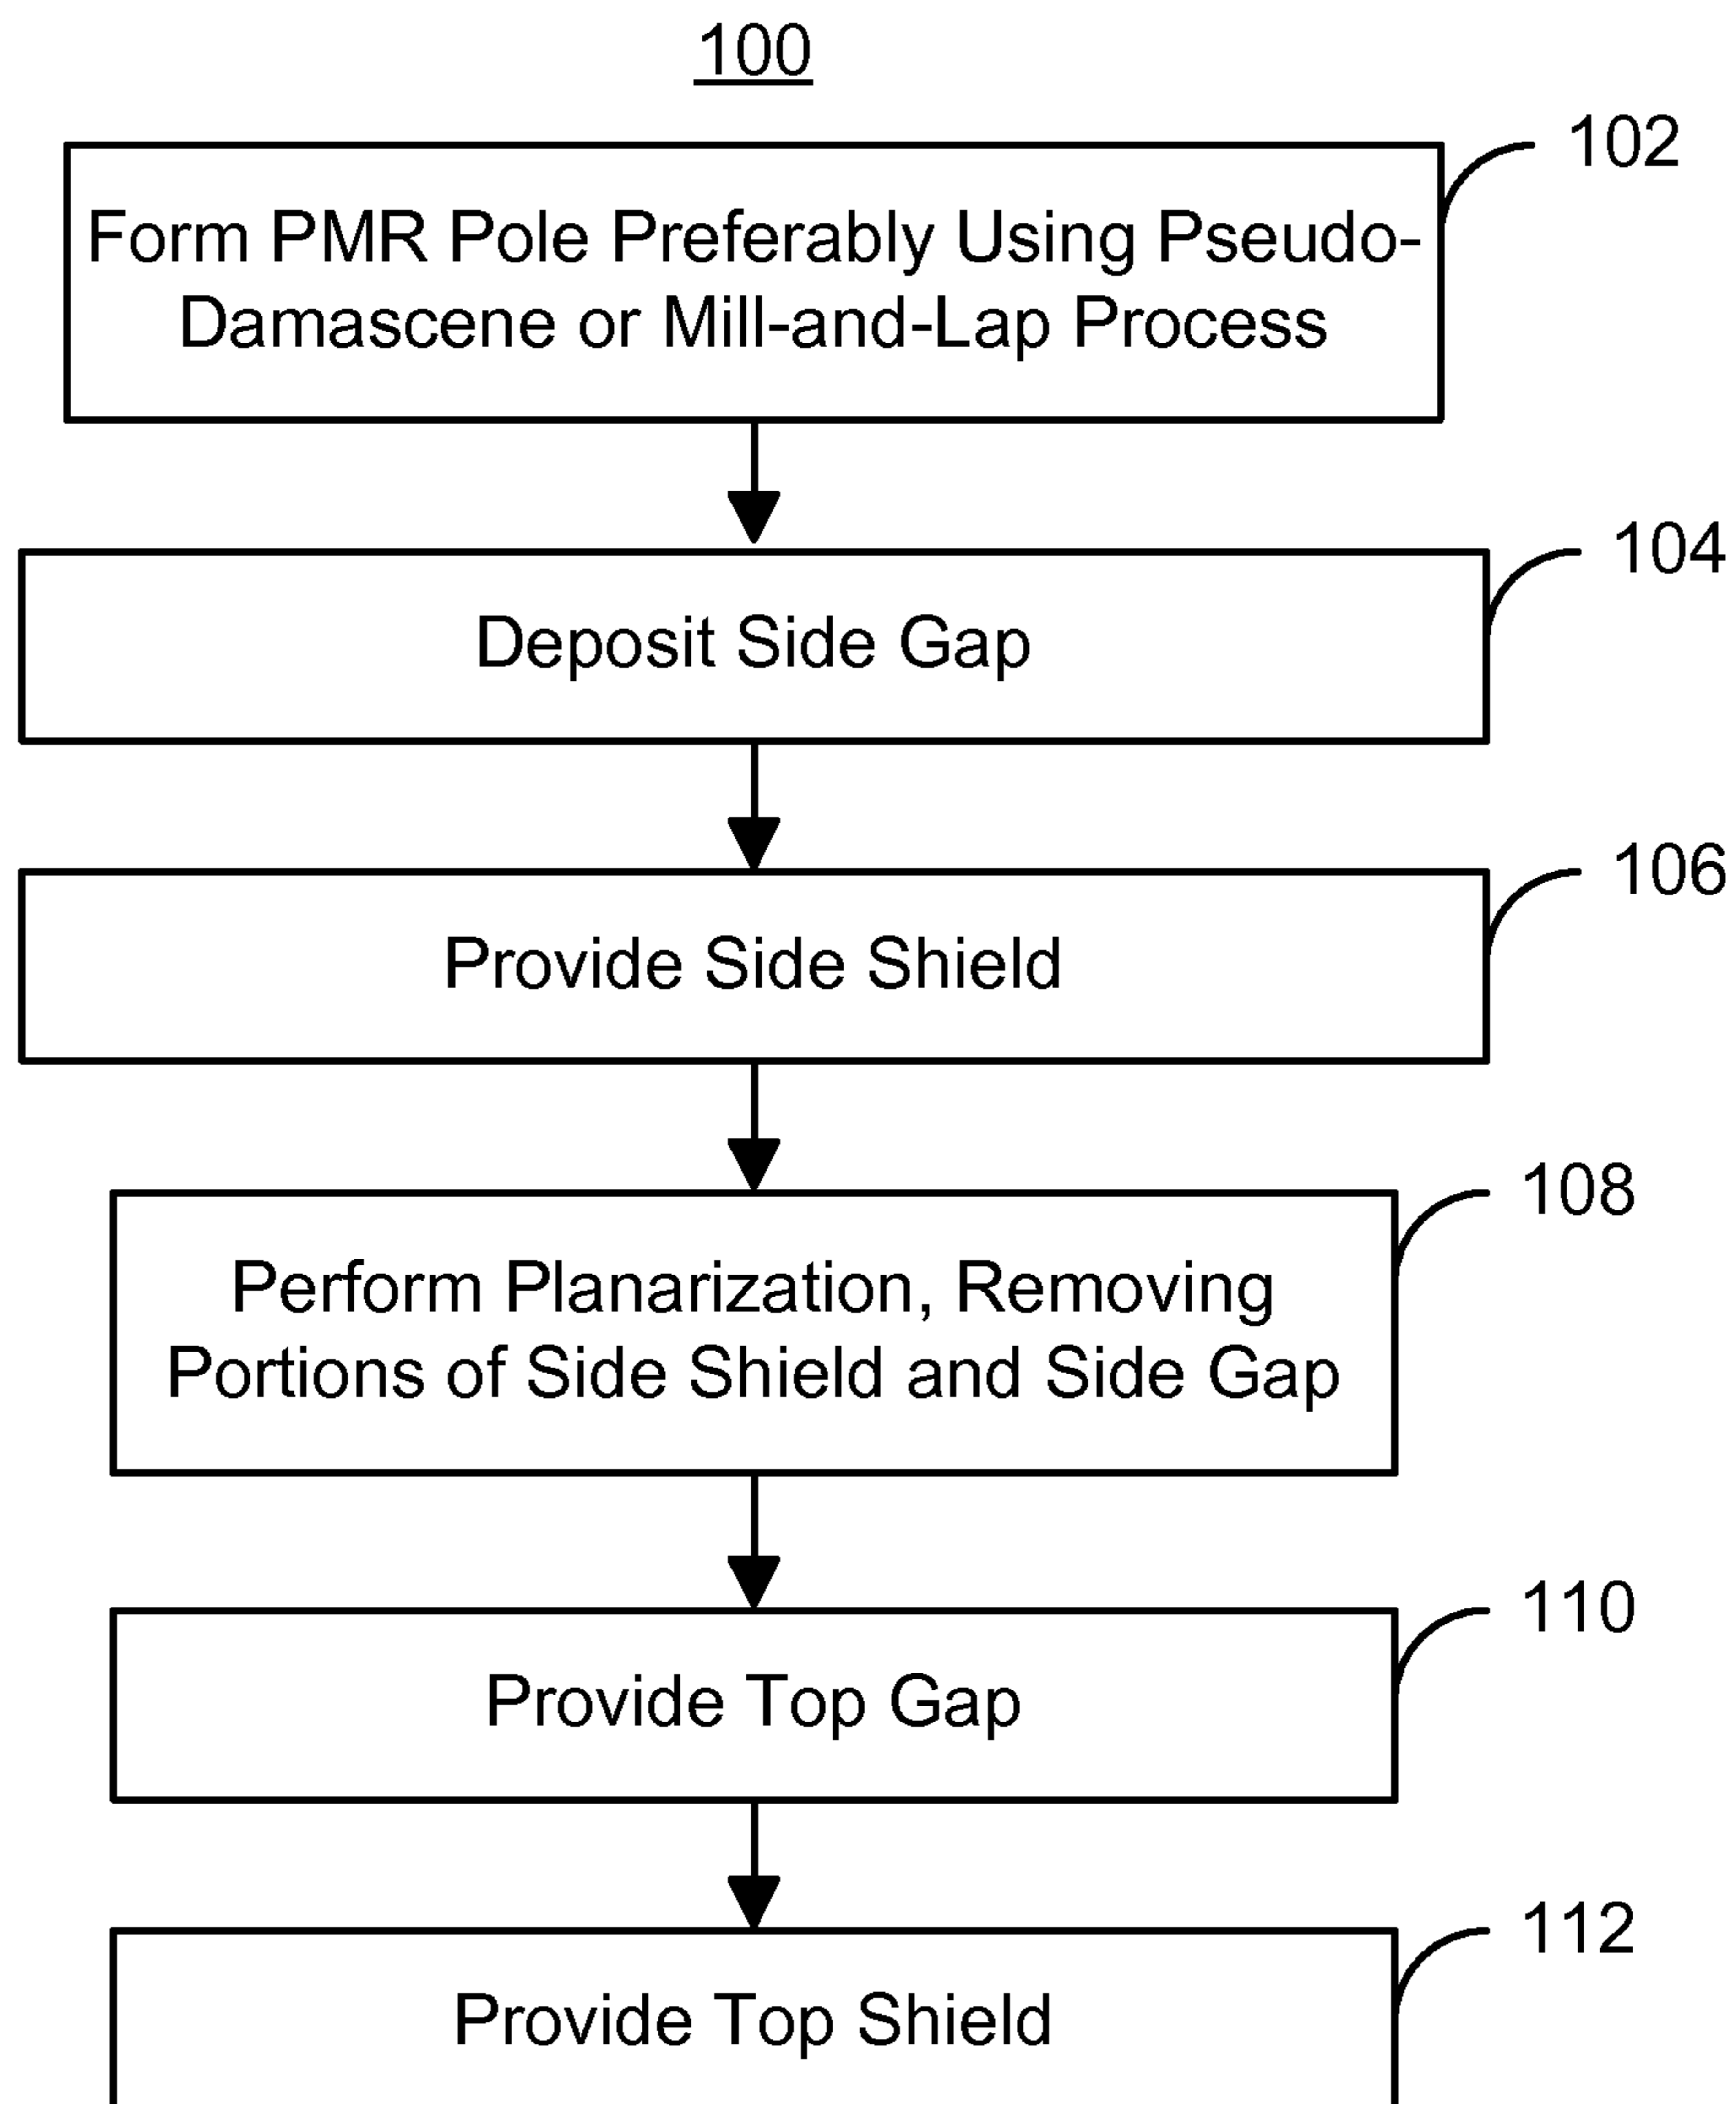 100
102
Form PMR Pole Preferably Using Pseudo-
Damascene or Mill-and-Lap Process
104
Deposit Side Gap
106
Provide Side Shield
108
Perform Planarization, Removing
Portions of Side Shield and Side Gap
110
Provide Top Gap
112
Provide Top Shield